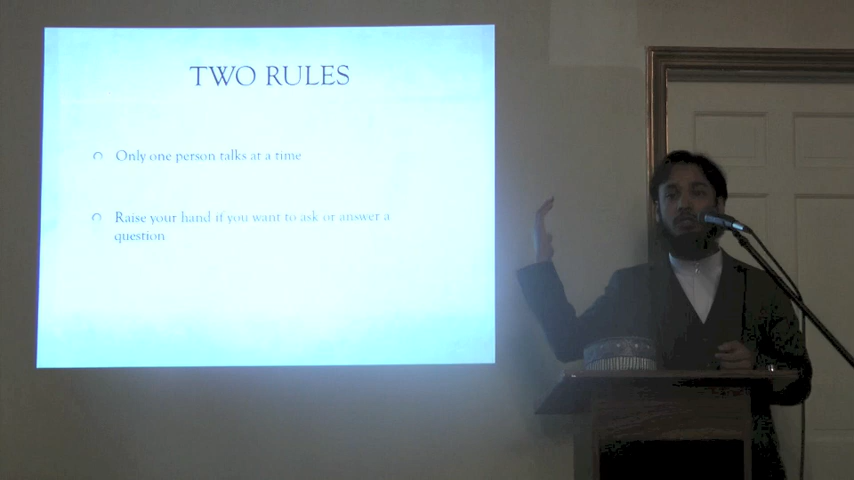 TWO RULES
Only one person talks at a time
Raise your hand if you want to ask or answer a
question